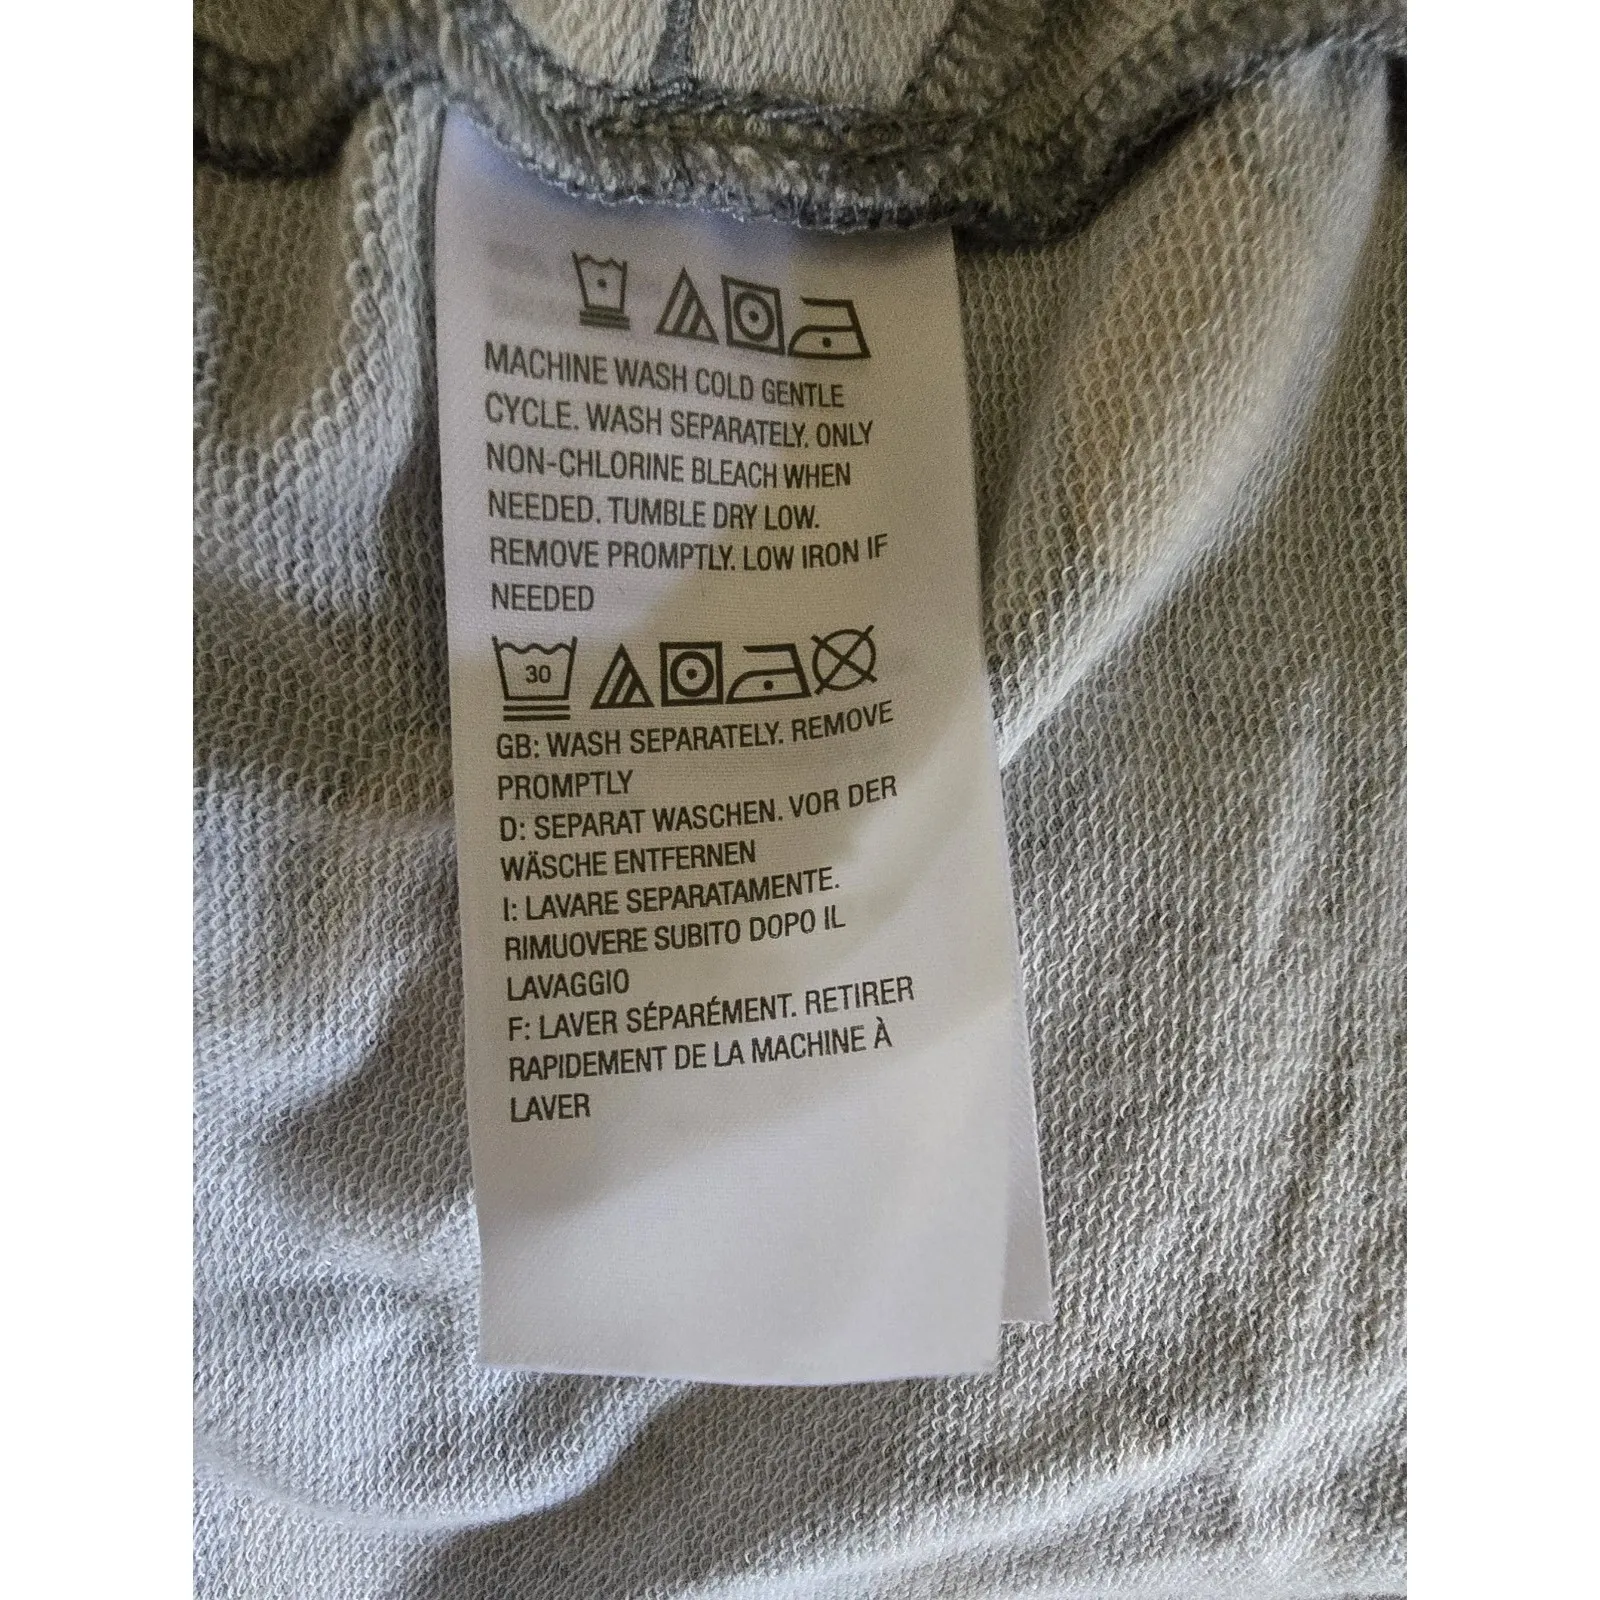 MACHINE WASH COLD GENTLE
CYCLE. WASH SEPARATELY. ONLY
NON-CHLORINE BLEACH WHEN
NEEDED. TUMBLE DRY LOW.
REMOVE PROMPTLY. LOW IRON IF
NEEDED
30
GB: WASH SEPARATELY. REMOVE
PROMPTLY
D: SEPARAT WASCHEN. VOR DER
WÄSCHE ENTFERNEN
I: LAVARE SEPARATAMENTE.
RIMUOVERE SUBITO DOPO IL
LAVAGGIO
F: LAVER SÉPARÉMENT. RETIRER
RAPIDEMENT DE LA MACHINE À
LAVER